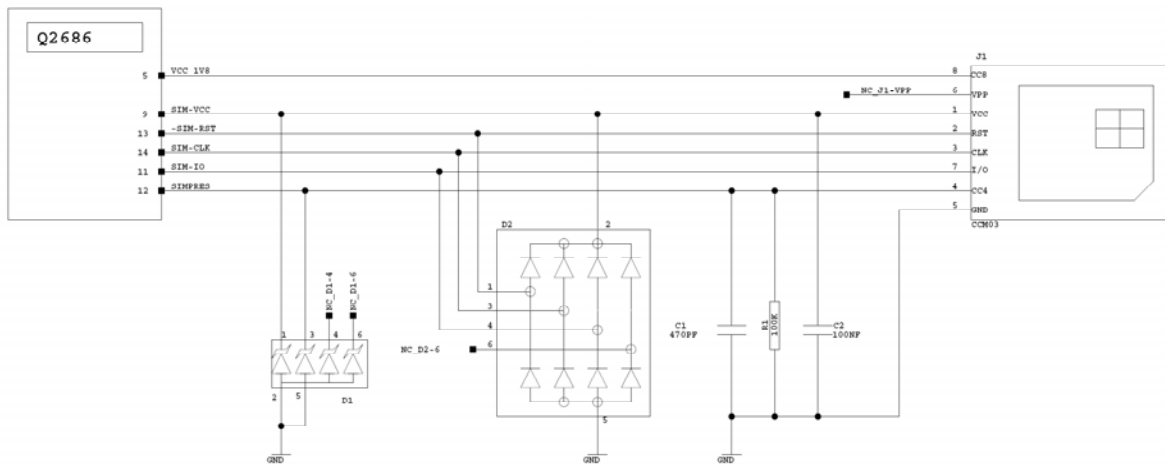 Q2686
J1
5 VCC 1V8 8 CC8
NC_J1-VPP 6 VPP
9 SIM-VCC 1 VCC
13 ~SIM-RST 2 RST
14 SIM-CLK 3 CLK
11 SIM-IO 7 I/O
12 SIMPRES 4 CC4
5 GND
CCM03
D2 2
NC_D1-4
NC_D1-6
1
3
4
NC_D2-6 6
5
1 3 4 6
2 5 D1
C1
470PF
R1
100K
C2
100NF
GND
GND
GND